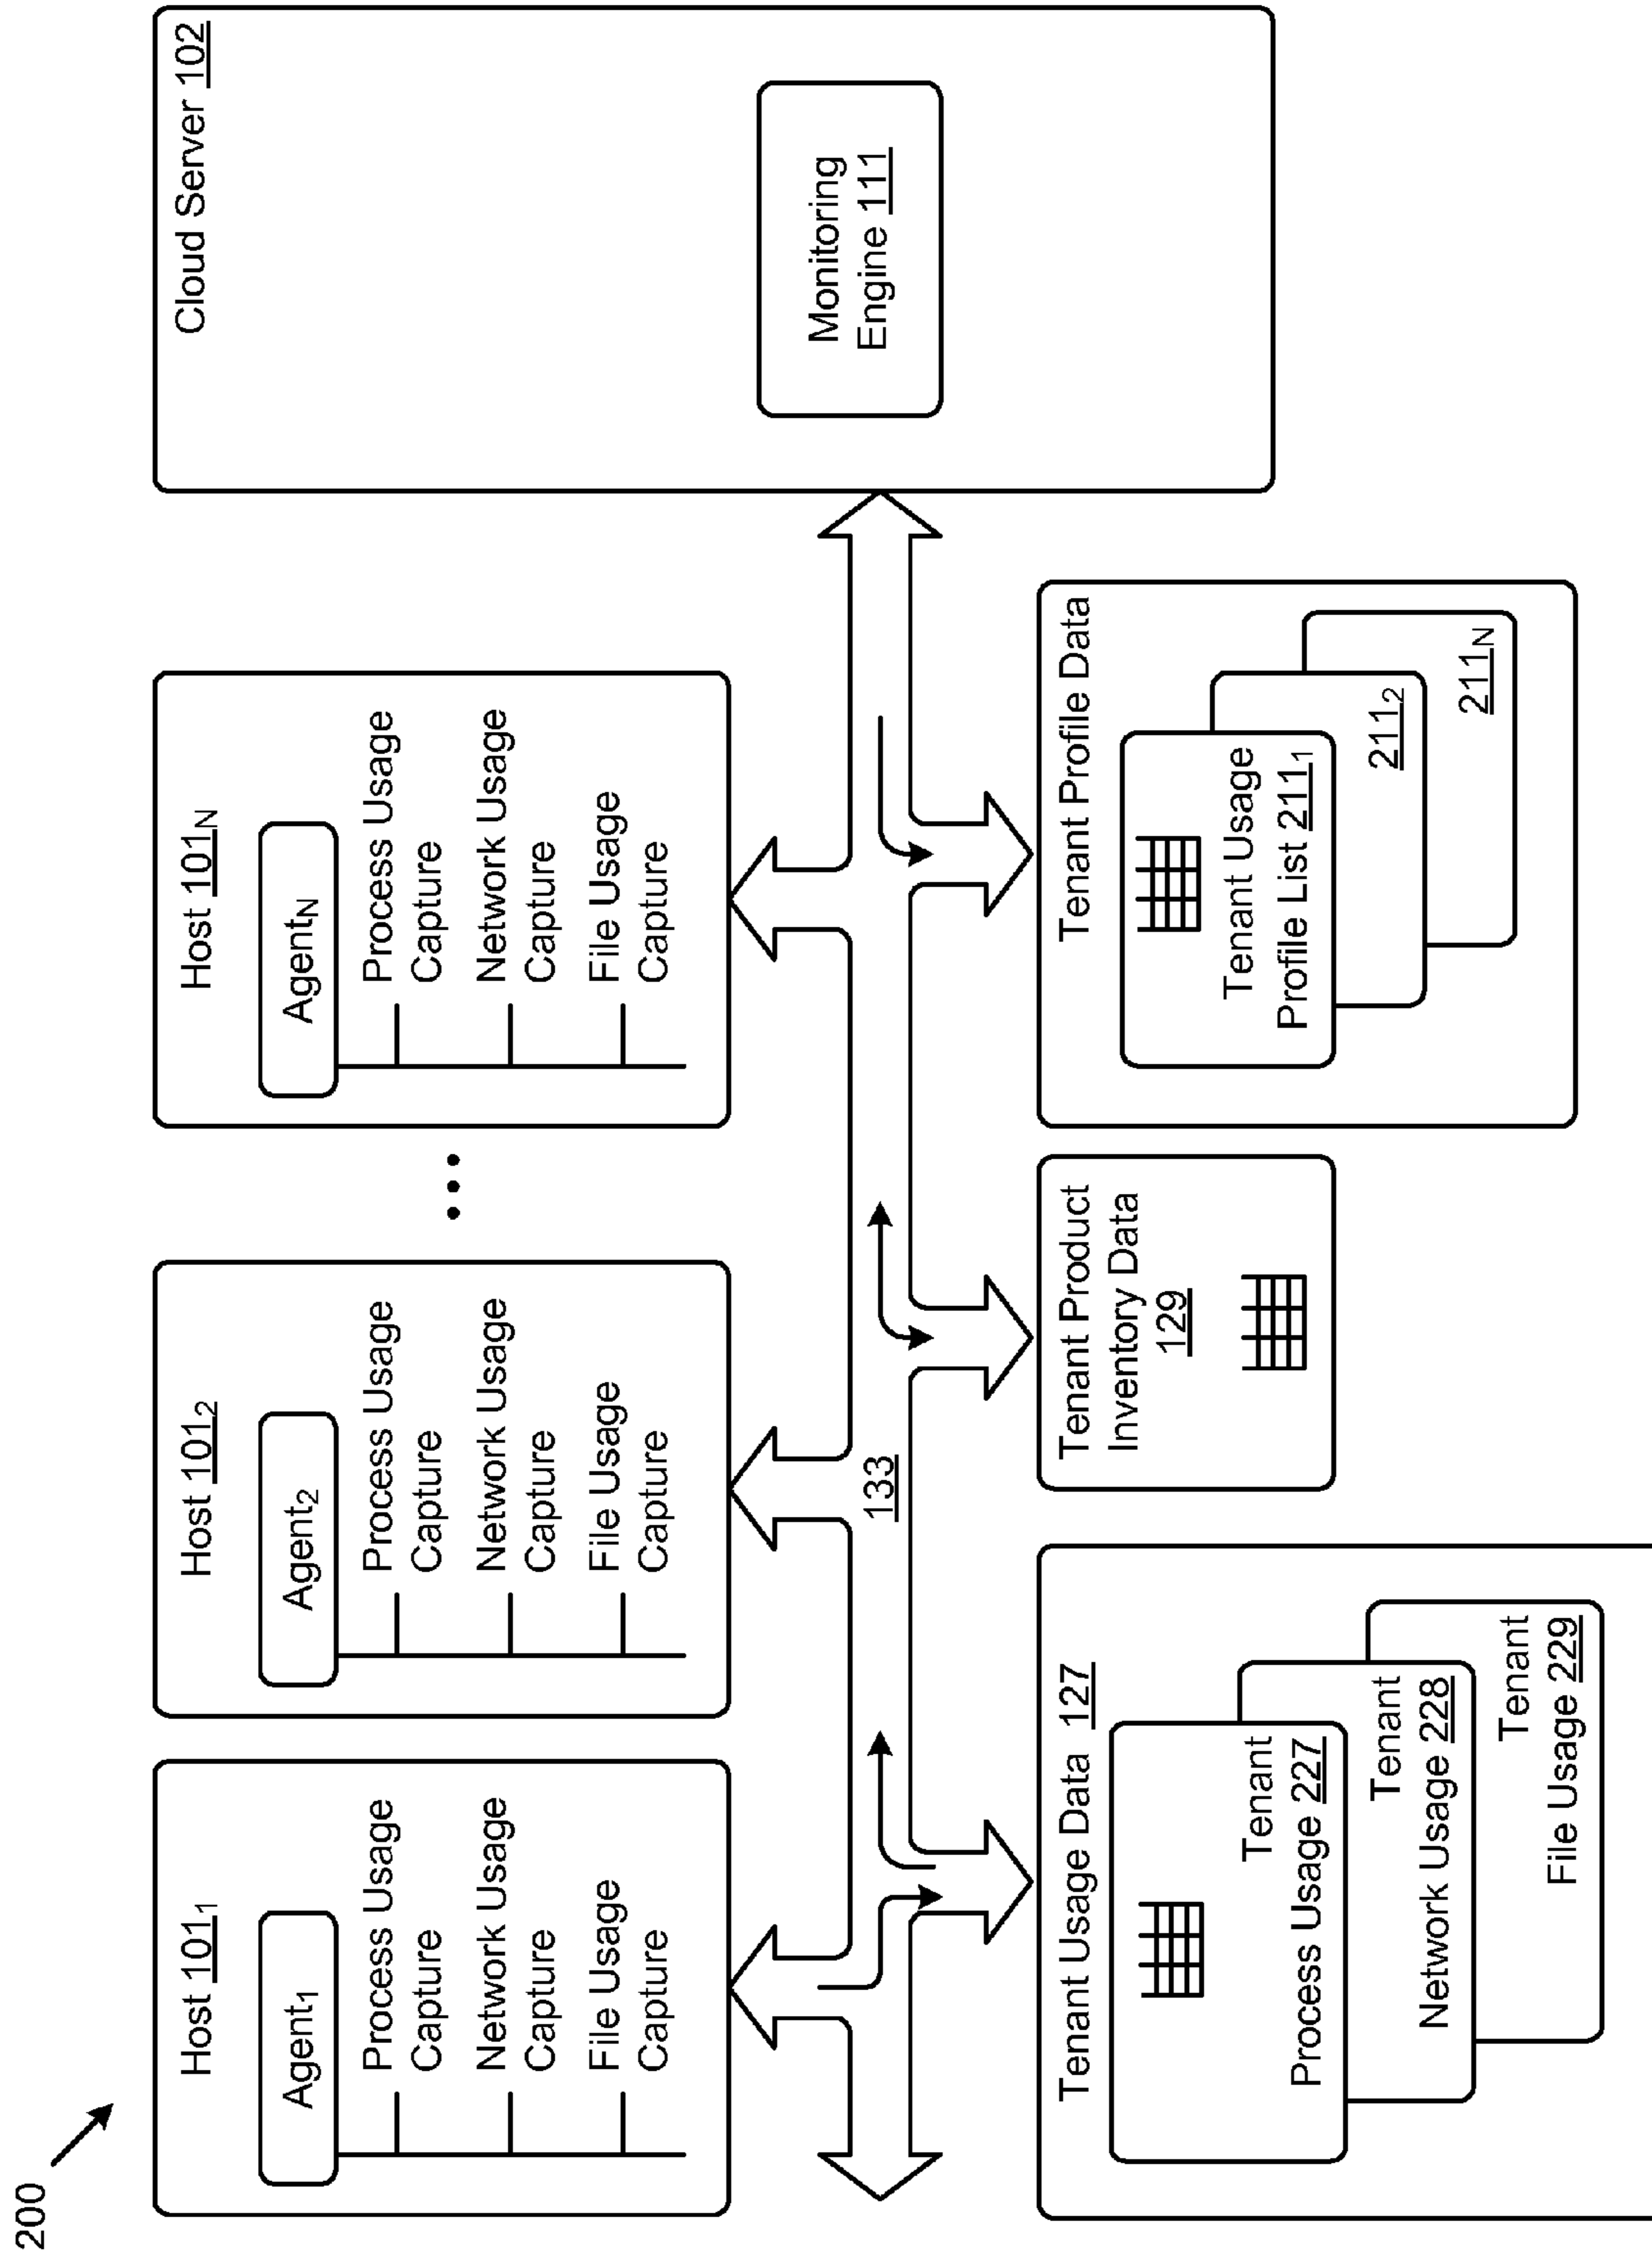 200
Host 101₁
Agent₁
Process Usage
Capture
Network Usage
Capture
File Usage
Capture
Host 101₂
Agent₂
Process Usage
Capture
Network Usage
Capture
File Usage
Capture
...
Host 101N
AgentN
Process Usage
Capture
Network Usage
Capture
File Usage
Capture
Cloud Server 102
Monitoring
Engine 111
133
Tenant Usage Data 127
Tenant
Process Usage 227
Tenant
Network Usage 228
Tenant
File Usage 229
Tenant Product
Inventory Data
129
Tenant Profile Data
Tenant Usage
Profile List 211₁
211₂
211N